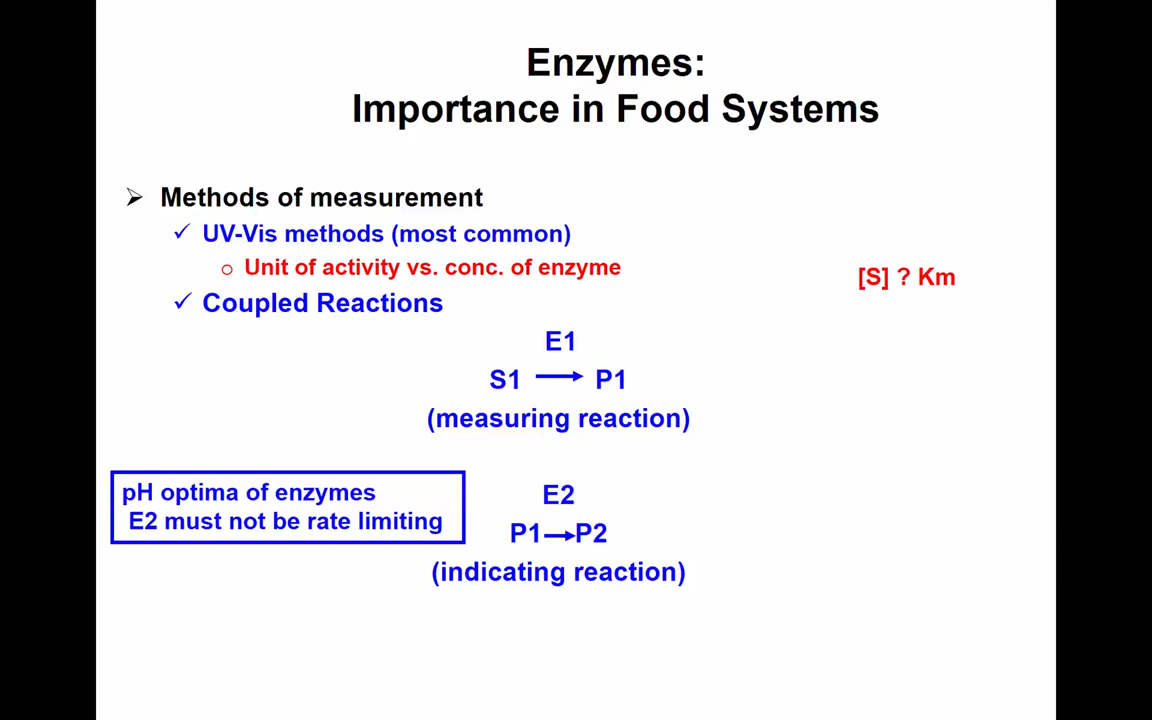 Enzymes:
Importance in Food Systems
Methods of measurement
UV-Vis methods (most common)
Unit of activity vs. conc. of enzyme
[S] ? Km
Coupled Reactions
E1
S1 → P1
(measuring reaction)
pH optima of enzymes
E2 must not be rate limiting
E2
P1→P2
(indicating reaction)